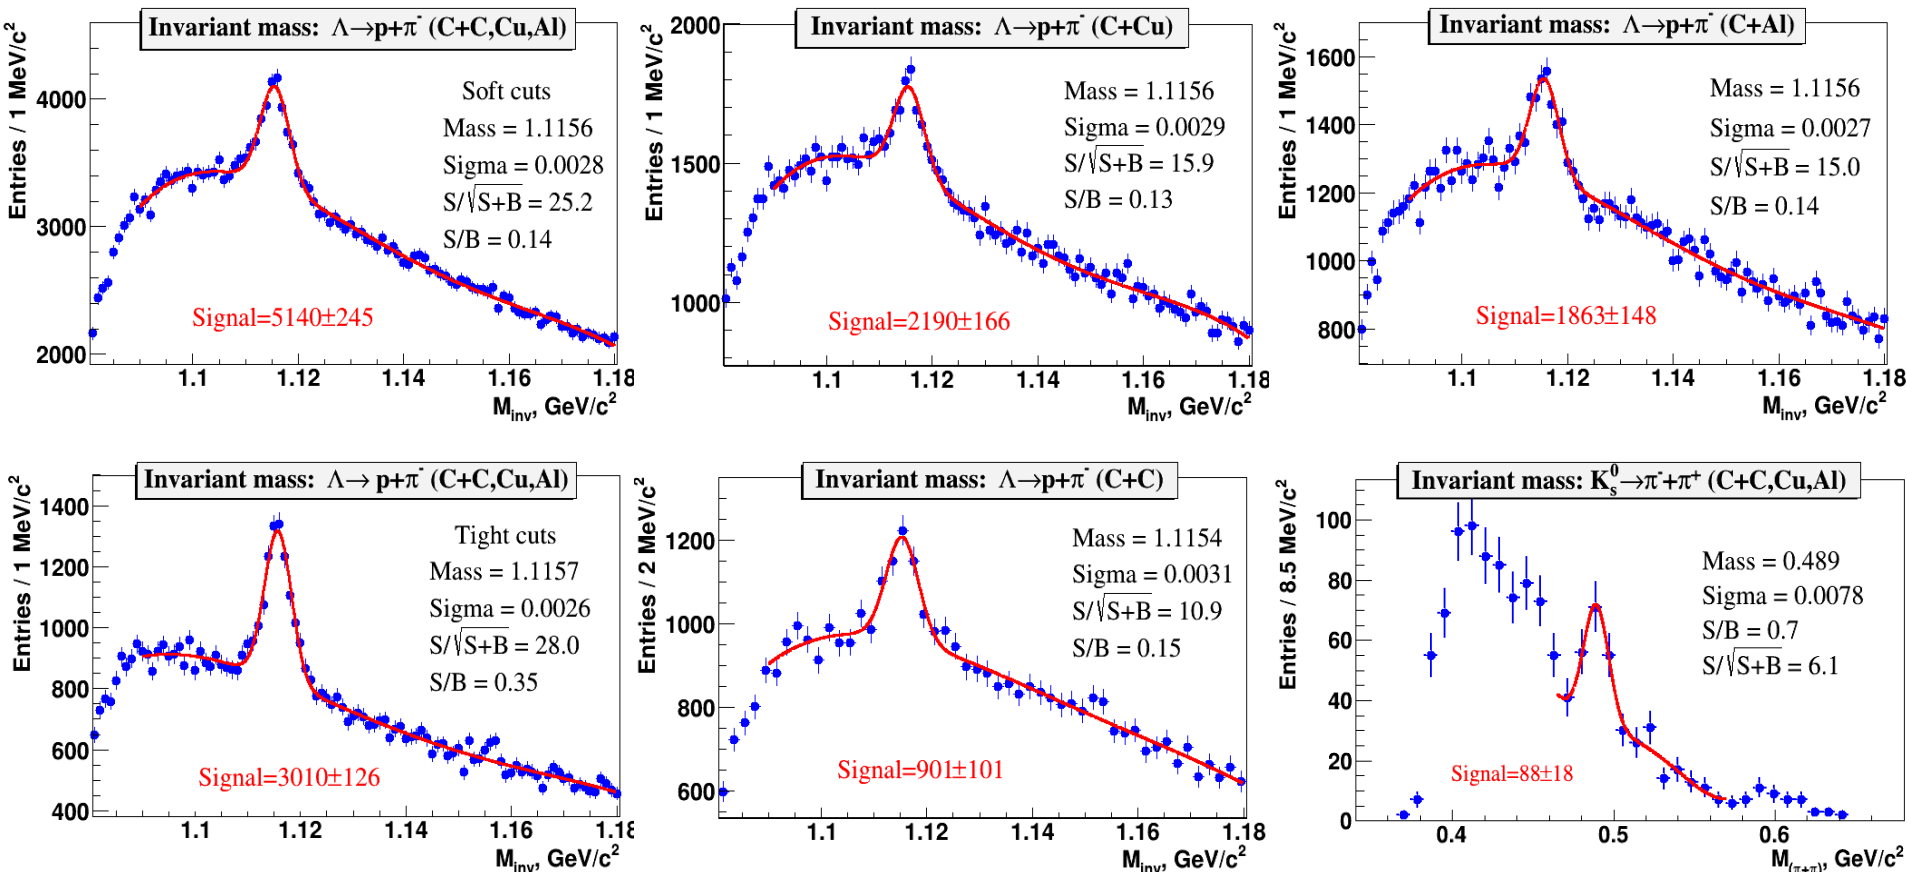 Invariant mass: Λ→p+π⁻ (C+C,Cu,Al)
Entries / 1 MeV/c²
4000
3000
2000
Soft cuts
Mass = 1.1156
Sigma = 0.0028
S/√S+B = 25.2
S/B = 0.14
Signal=5140±245
1.1 1.12 1.14 1.16 1.18
M_inv, GeV/c²
Invariant mass: Λ→p+π⁻ (C+Cu)
Entries / 1 MeV/c²
2000
1500
1000
Mass = 1.1156
Sigma = 0.0029
S/√S+B = 15.9
S/B = 0.13
Signal=2190±166
1.1 1.12 1.14 1.16 1.18
M_inv, GeV/c²
Invariant mass: Λ→p+π⁻ (C+Al)
Entries / 1 MeV/c²
1600
1400
1200
1000
800
Mass = 1.1156
Sigma = 0.0027
S/√S+B = 15.0
S/B = 0.14
Signal=1863±148
1.1 1.12 1.14 1.16 1.18
M_inv, GeV/c²
Invariant mass: Λ→ p+π⁻ (C+C,Cu,Al)
Entries / 1 MeV/c²
1400
1200
1000
800
600
400
Tight cuts
Mass = 1.1157
Sigma = 0.0026
S/√S+B = 28.0
S/B = 0.35
Signal=3010±126
1.1 1.12 1.14 1.16 1.18
M_inv, GeV/c²
Invariant mass: Λ→p+π⁻ (C+C)
Entries / 2 MeV/c²
1200
1000
800
600
Mass = 1.1154
Sigma = 0.0031
S/√S+B = 10.9
S/B = 0.15
Signal=901±101
1.1 1.12 1.14 1.16 1.18
M_inv, GeV/c²
Invariant mass: K⁰_s→π⁻+π⁺ (C+C,Cu,Al)
Entries / 8.5 MeV/c²
100
80
60
40
20
0
Mass = 0.489
Sigma = 0.0078
S/B = 0.7
S/√S+B = 6.1
Signal=88±18
0.4 0.5 0.6
M_(π+π), GeV/c²